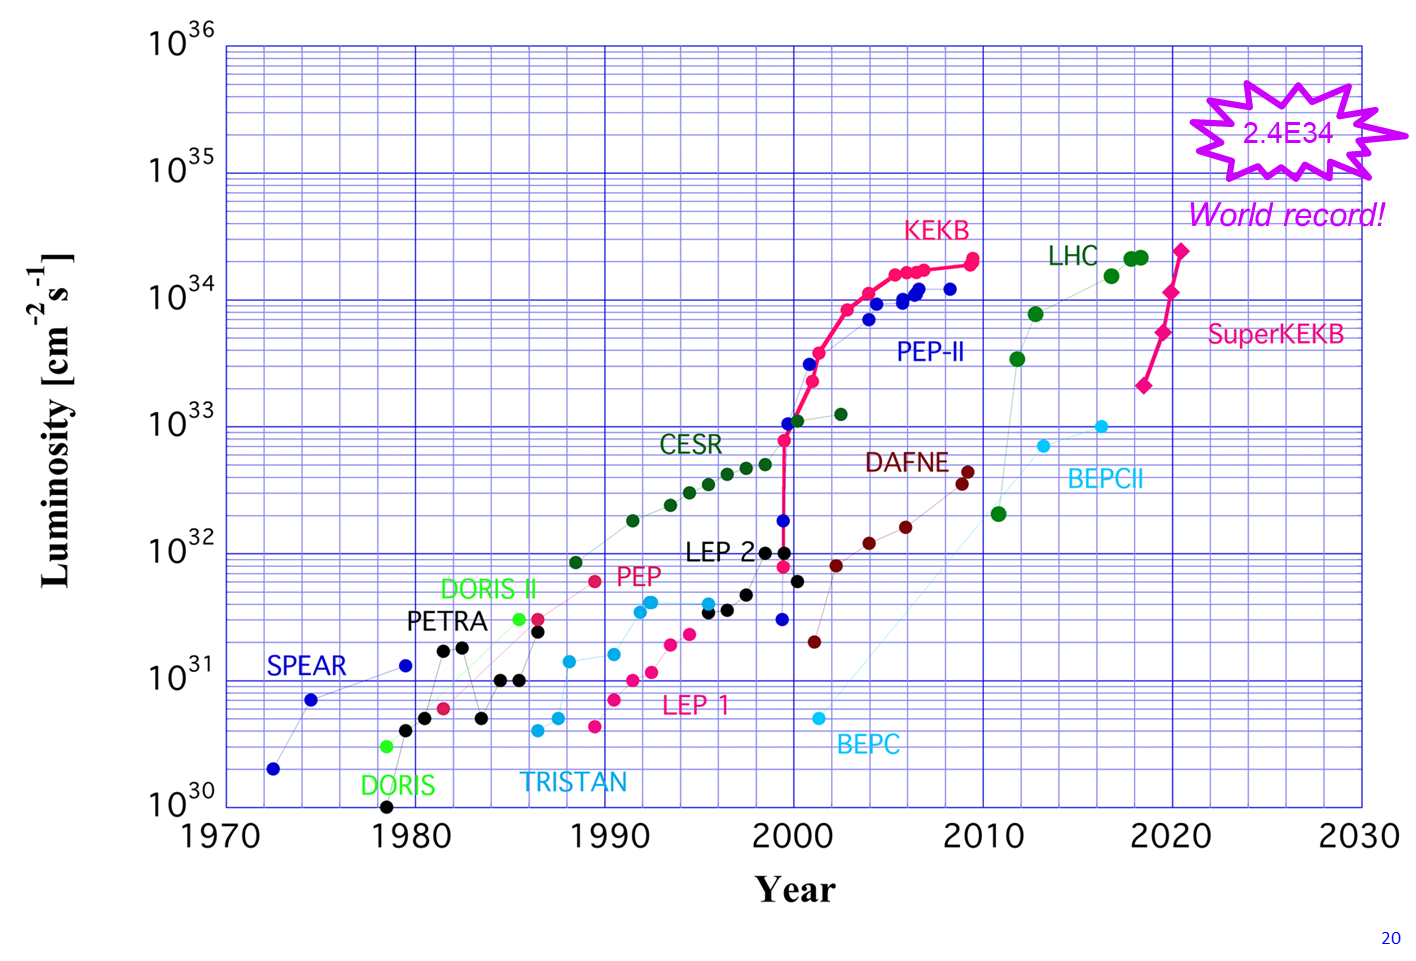 10^36
2.4E34
10^35
World record!
KEKB
LHC
10^34
SuperKEKB
PEP-II
Luminosity [cm^-2 s^-1]
10^33
CESR
DAFNE
BEPCII
10^32
LEP 2
PEP
DORIS II
PETRA
SPEAR
10^31
LEP 1
BEPC
TRISTAN
DORIS
10^30
1970 1980 1990 2000 2010 2020 2030
Year
20